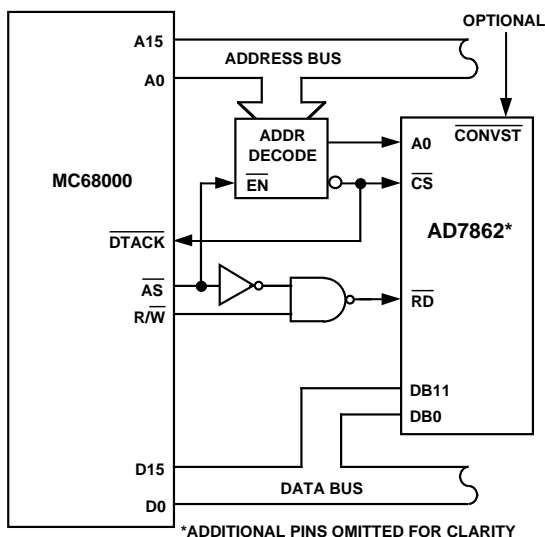 OPTIONAL
A15
ADDRESS BUS
A0
ADDR
DECODE
A0
CONVST
MC68000
EN
CS
AD7862*
DTACK
AS
R/W
RD
DB11
DB0
D15
DATA BUS
D0
*ADDITIONAL PINS OMITTED FOR CLARITY